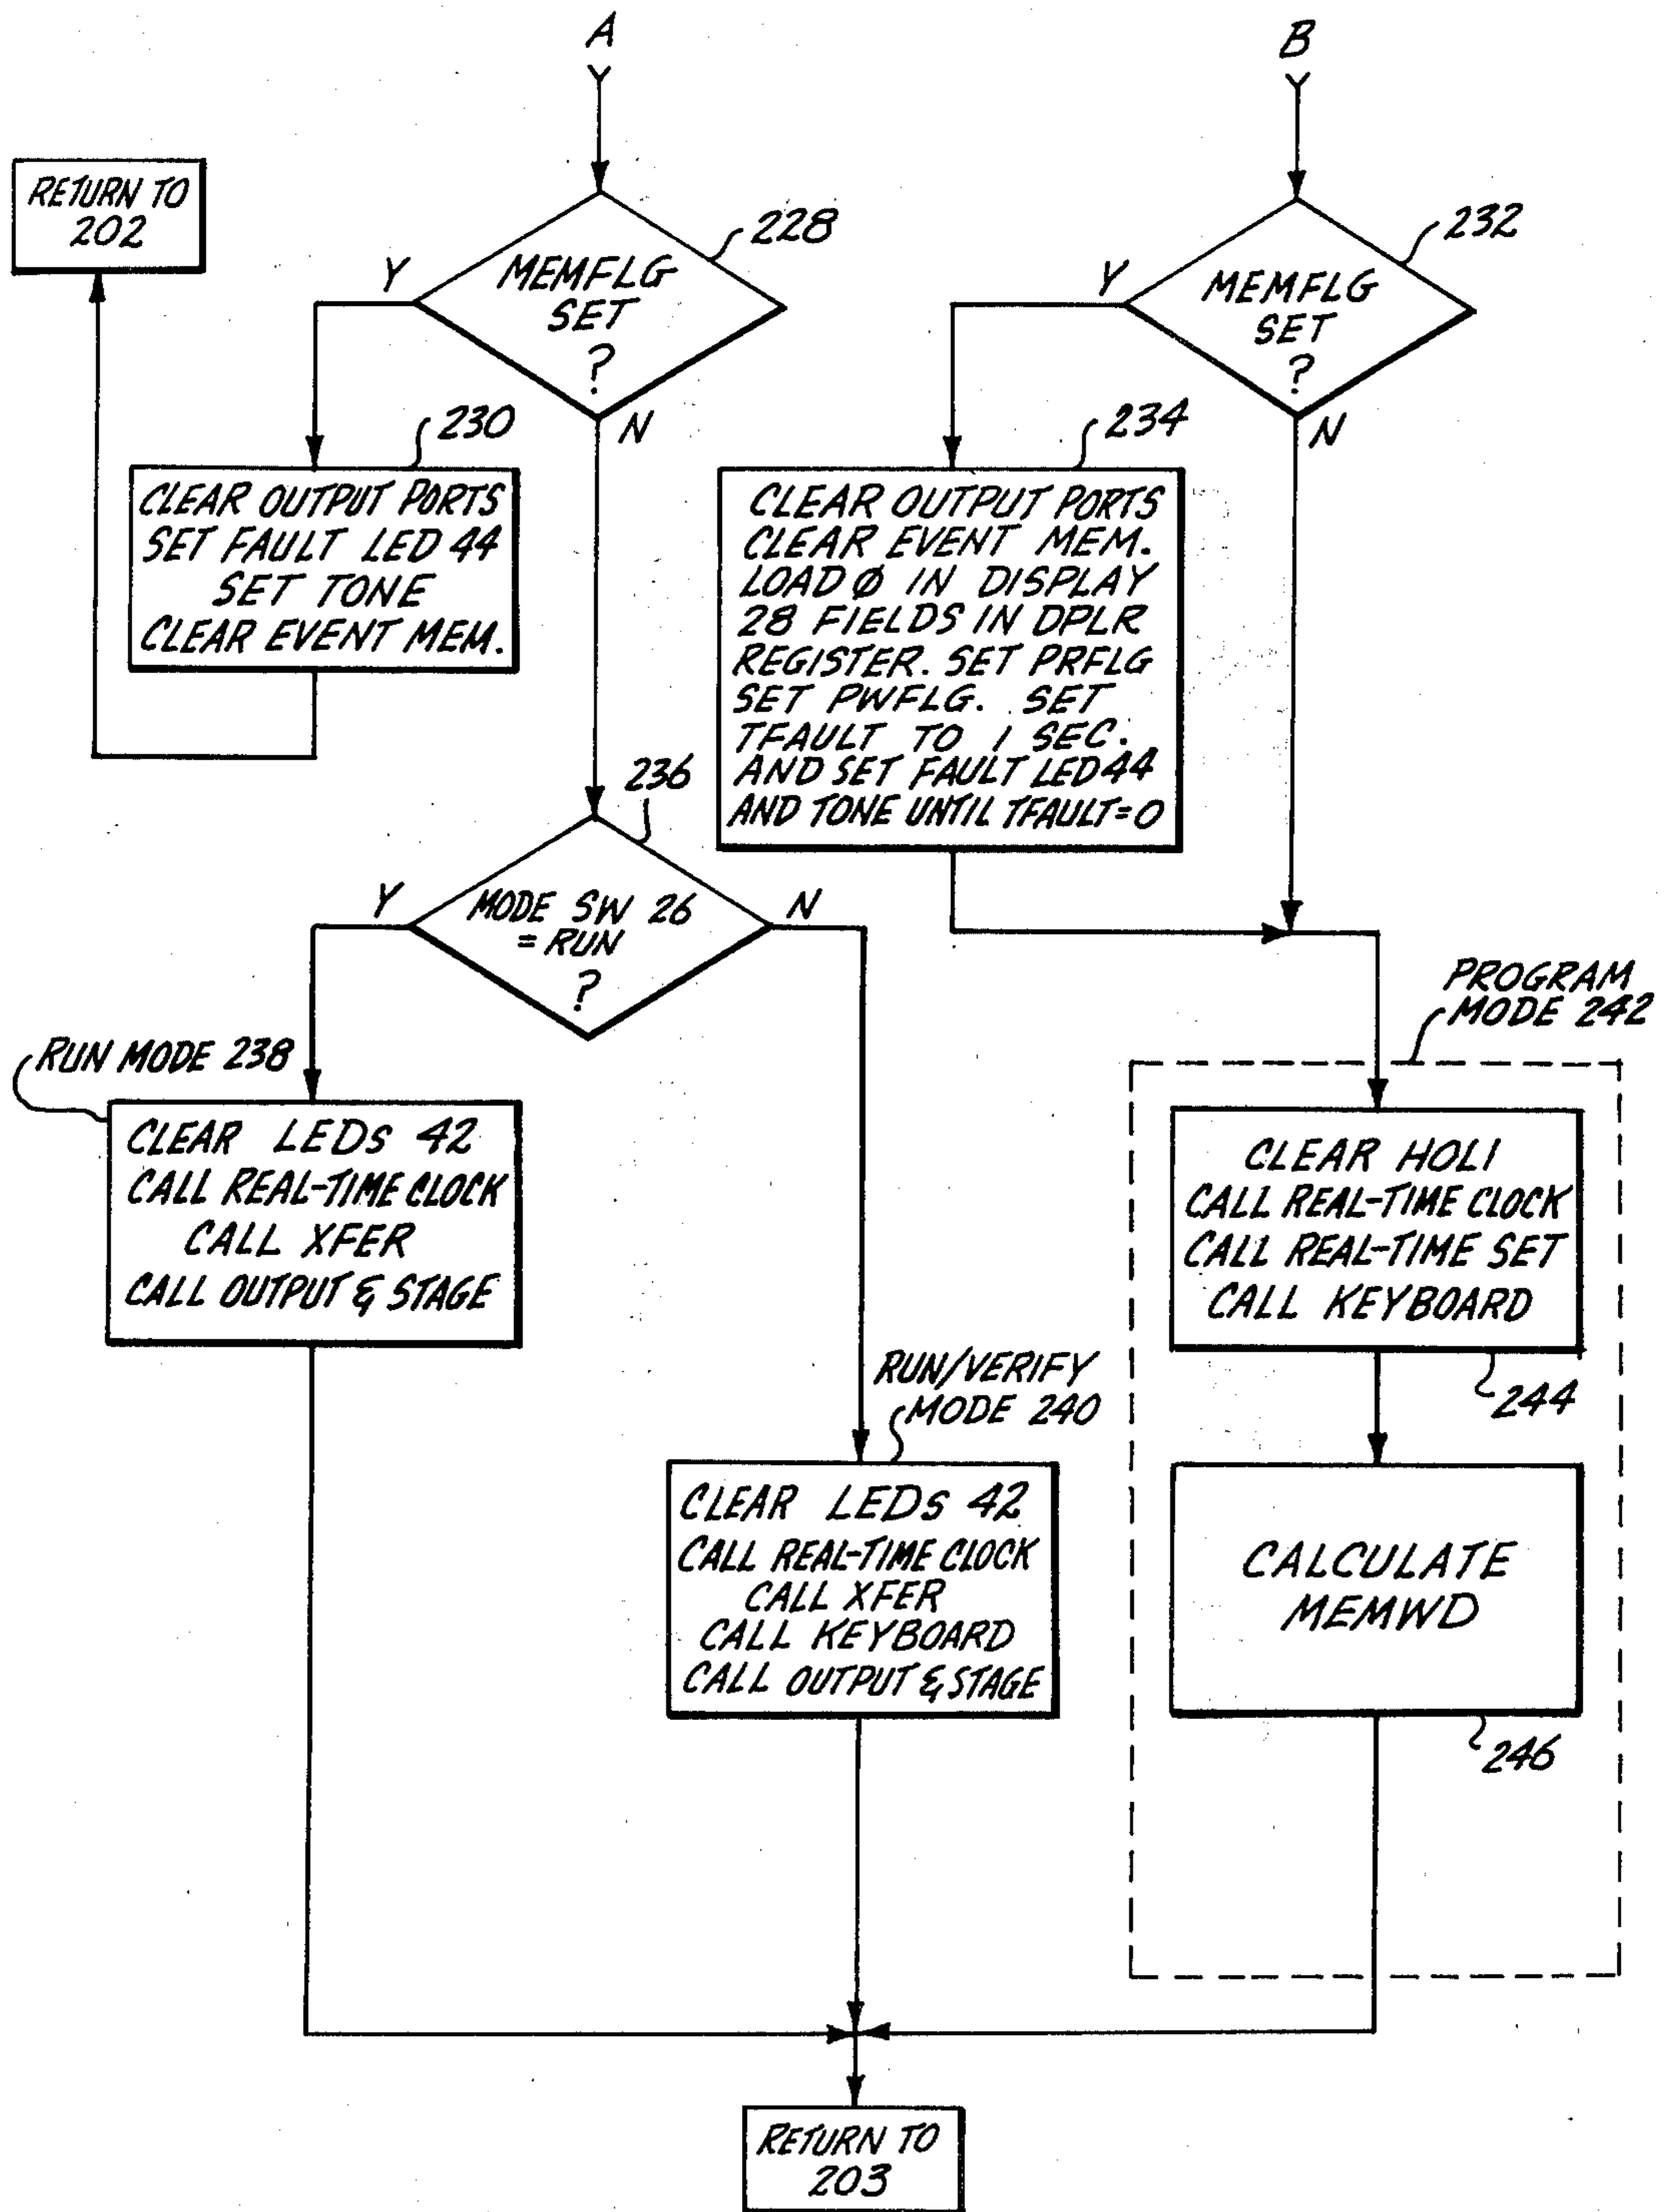 A
Y
B
Y
RETURN TO
202
228
MEMFLG
SET
?
Y
N
232
MEMFLG
SET
?
Y
N
230
CLEAR OUTPUT PORTS
SET FAULT LED 44
SET TONE
CLEAR EVENT MEM.
234
CLEAR OUTPUT PORTS
CLEAR EVENT MEM.
LOAD Ø IN DISPLAY
28 FIELDS IN DPLR
REGISTER. SET PRFLG
SET PWFLG. SET
TFAULT TO 1 SEC.
AND SET FAULT LED 44
AND TONE UNTIL TFAULT=0
236
MODE SW 26
= RUN
?
Y
N
RUN MODE 238
CLEAR LEDs 42
CALL REAL-TIME CLOCK
CALL XFER
CALL OUTPUT & STAGE
RUN/VERIFY
MODE 240
CLEAR LEDs 42
CALL REAL-TIME CLOCK
CALL XFER
CALL KEYBOARD
CALL OUTPUT & STAGE
PROGRAM
MODE 242
CLEAR HOLI
CALL REAL-TIME CLOCK
CALL REAL-TIME SET
CALL KEYBOARD
244
CALCULATE
MEMWD
246
RETURN TO
203